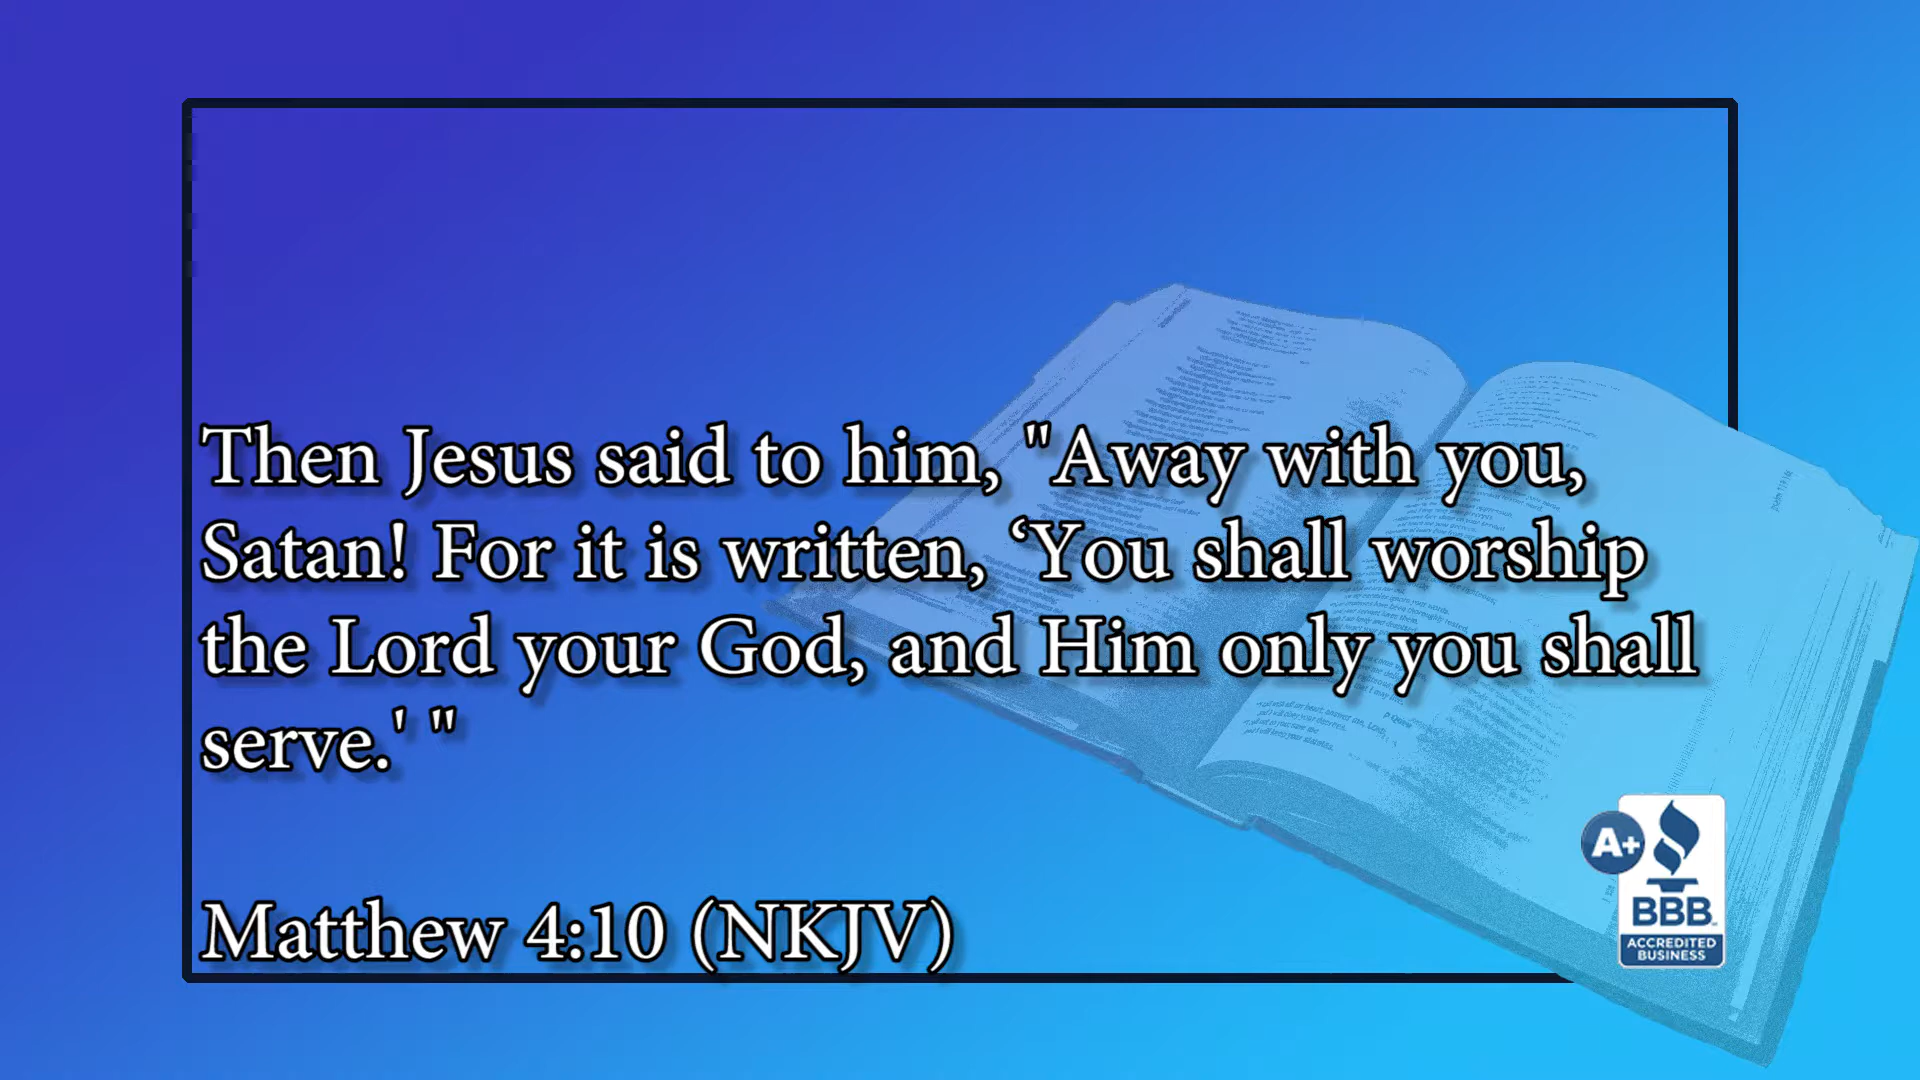 Then Jesus said to him, "Away with you,
Satan! For it is written, ‘You shall worship
the Lord your God, and Him only you shall
serve.' "
Matthew 4:10 (NKJV)
A+
BBB
ACCREDITED
BUSINESS